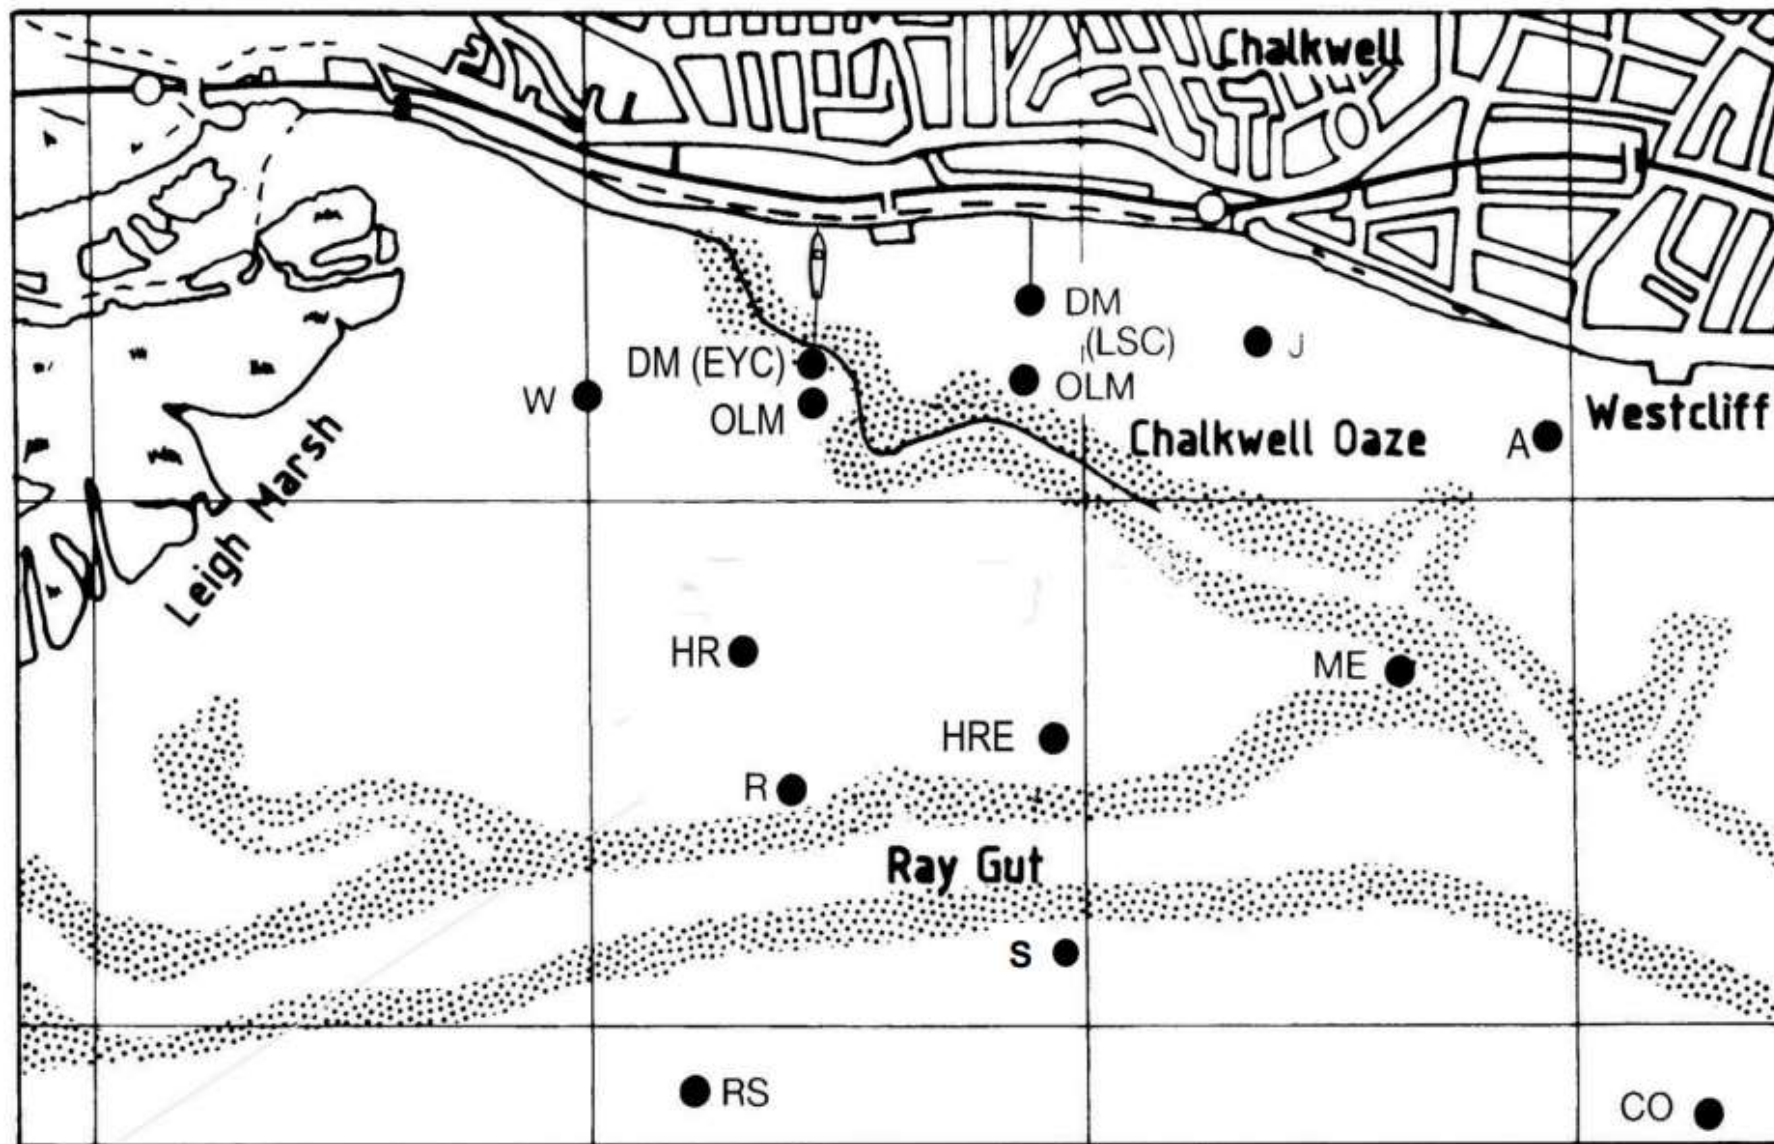 Chalkwell
DM
(LSC)
J
DM (EYC)
W
OLM
OLM
Westcliff
Chalkwell Oaze
A
Leigh Marsh
HR
ME
HRE
R
Ray Gut
S
RS
CO